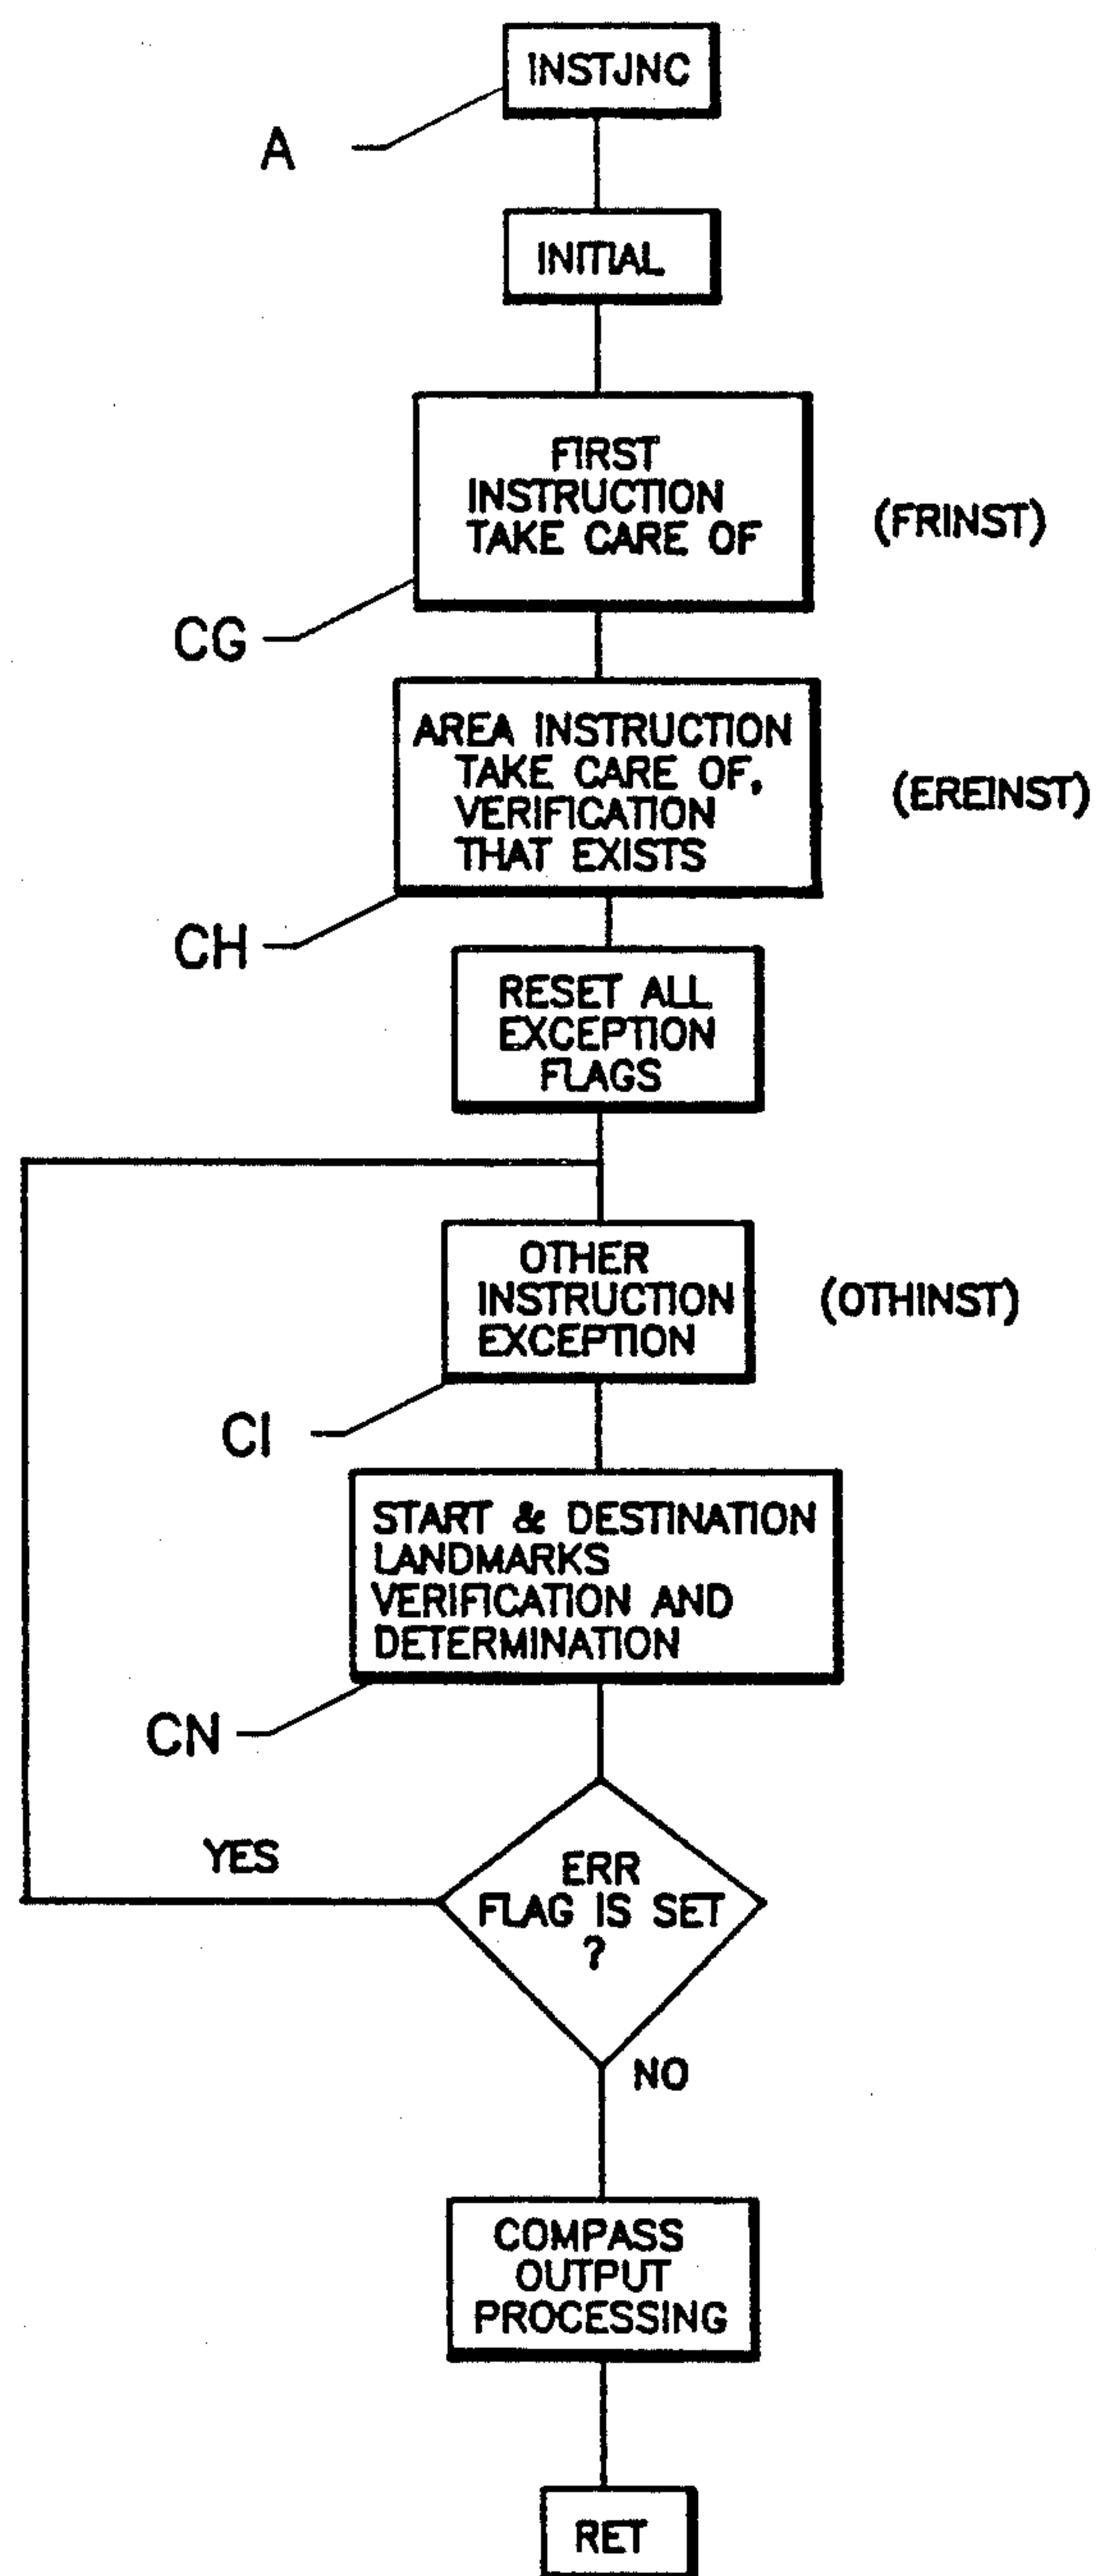 INSTJNC
A
INITIAL
FIRST
INSTRUCTION
TAKE CARE OF
(FRINST)
CG
AREA INSTRUCTION
TAKE CARE OF,
VERIFICATION
THAT EXISTS
(EREINST)
CH
RESET ALL
EXCEPTION
FLAGS
OTHER
INSTRUCTION
EXCEPTION
(OTHINST)
CI
START & DESTINATION
LANDMARKS
VERIFICATION AND
DETERMINATION
CN
YES
ERR
FLAG IS SET
?
NO
COMPASS
OUTPUT
PROCESSING
RET